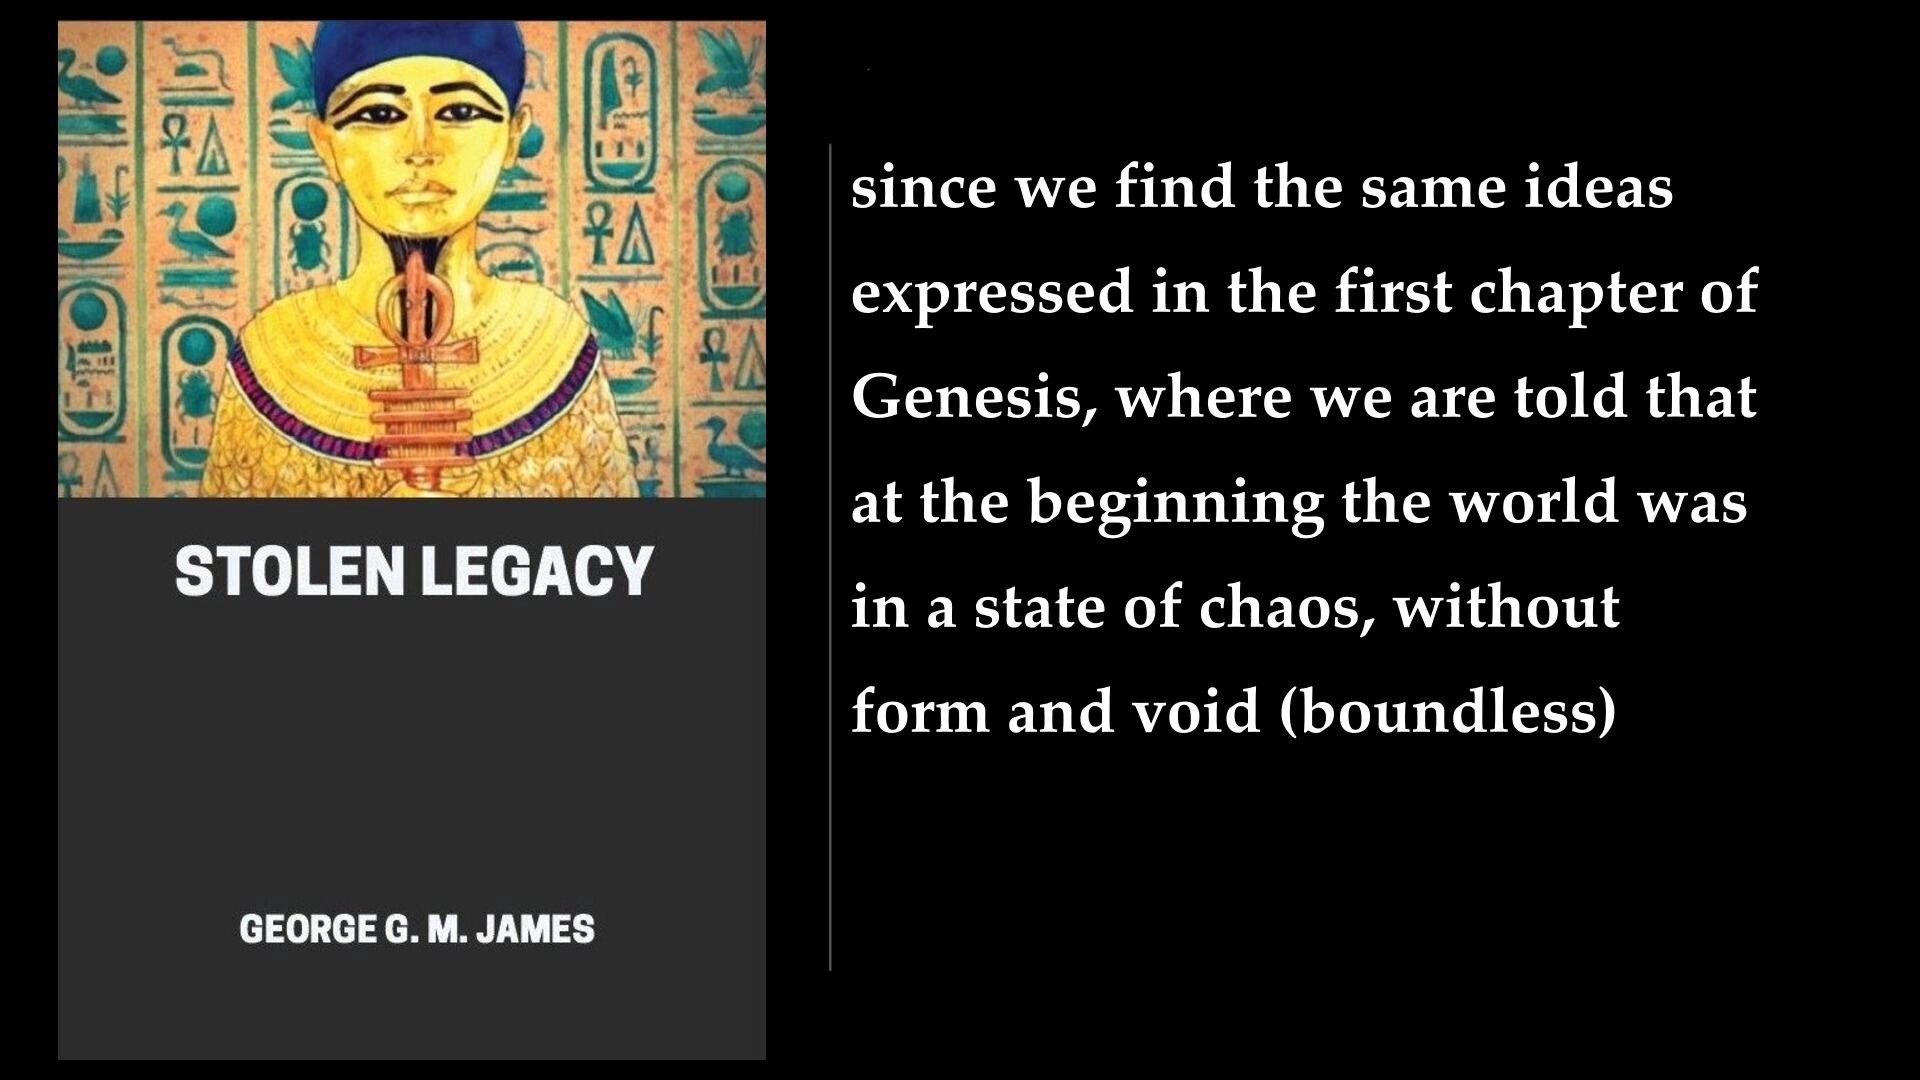 STOLEN LEGACY
GEORGE G. M. JAMES
since we find the same ideas
expressed in the first chapter of
Genesis, where we are told that
at the beginning the world was
in a state of chaos, without
form and void (boundless)